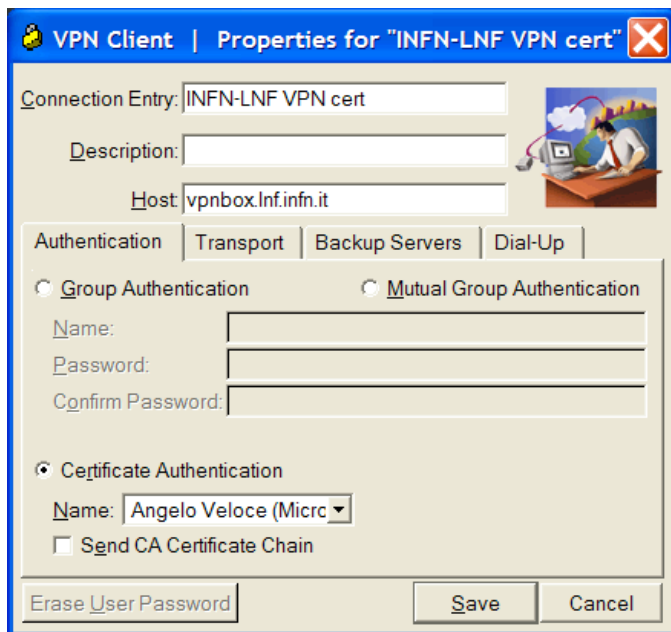 VPN Client | Properties for "INFN-LNF VPN cert"
Connection Entry: INFN-LNF VPN cert
Description:
Host: vpnbox.lnf.infn.it
Authentication Transport Backup Servers Dial-Up
Group Authentication Mutual Group Authentication
Name:
Password:
Confirm Password:
Certificate Authentication
Name: Angelo Veloce (Micro
Send CA Certificate Chain
Erase User Password Save Cancel